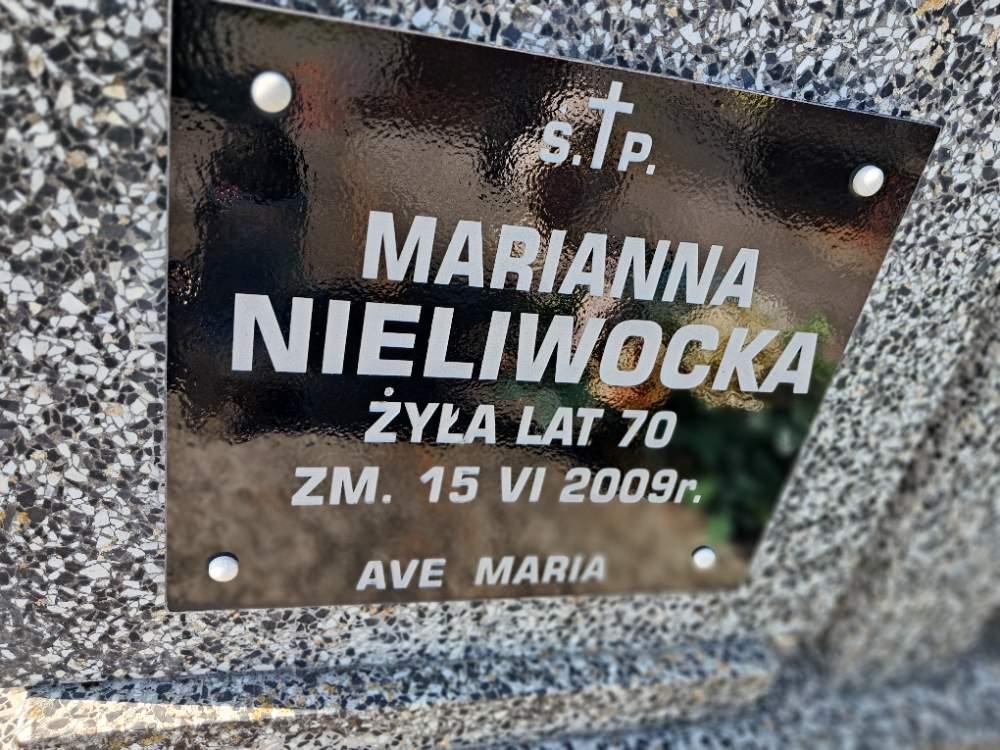 S.†P.
MARIANNA
NIELIWOCKA
ŻYŁA LAT 70
ZM. 15 VI 2009r.
AVE MARIA